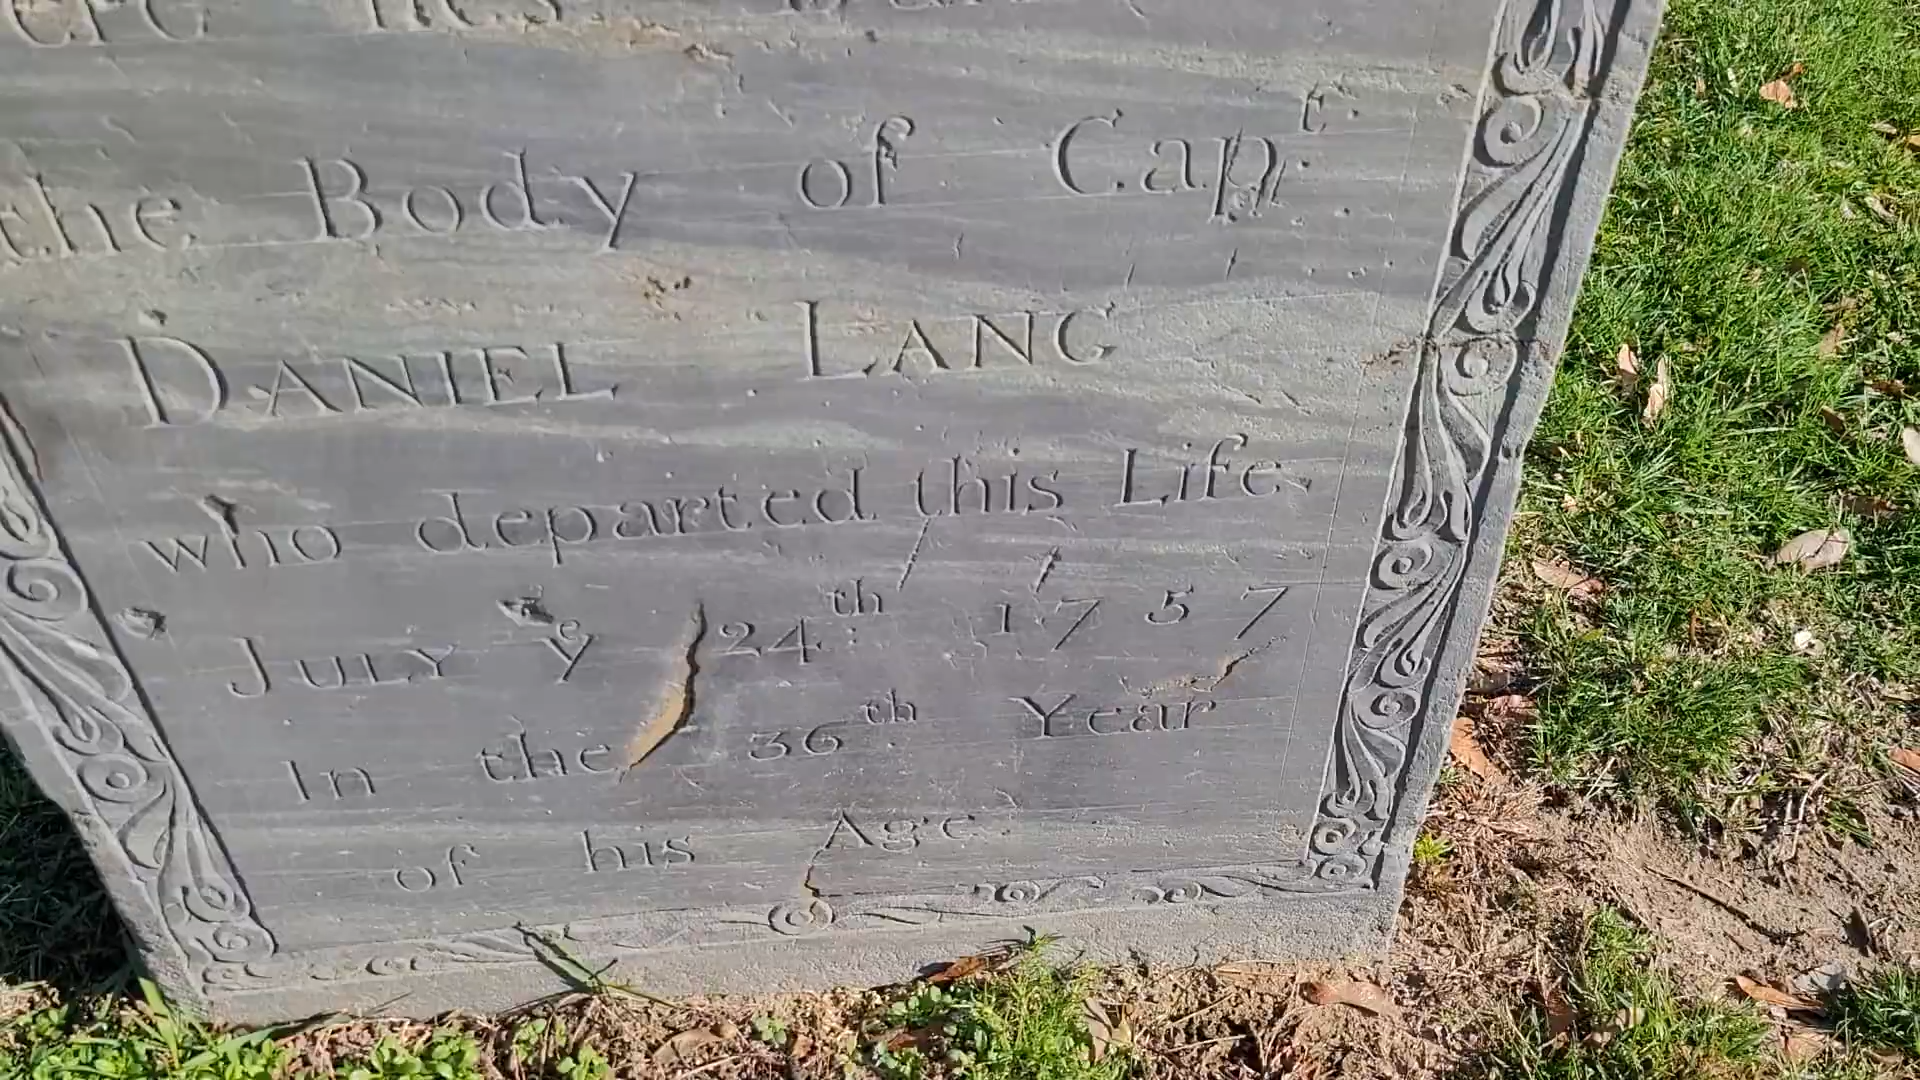 the Body of Capt.
DANIEL LANG
who departed this Life
JULY ye 24th 1757
In the 36th Year
of his Age.